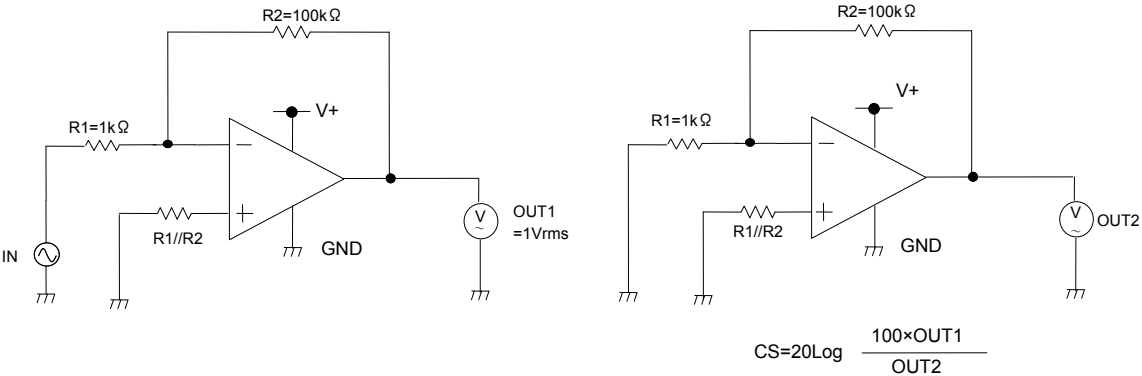 R2=100kΩ
V+
R1=1kΩ
−
+
R1//R2
IN
GND
V
~
OUT1
=1Vrms
R2=100kΩ
V+
R1=1kΩ
−
+
R1//R2
GND
V
~
OUT2
CS=20Log 100×OUT1
OUT2